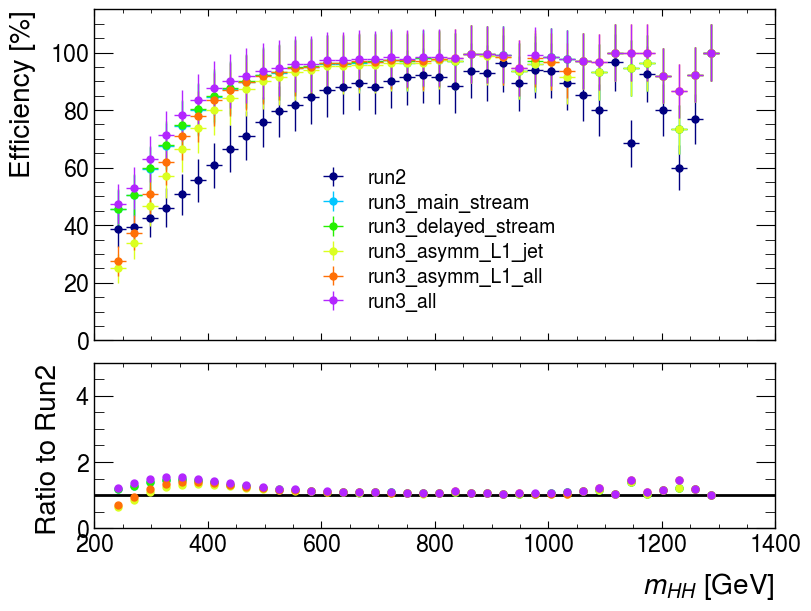 Efficiency [%]
100
80
60
40
20
0
run2
run3_main_stream
run3_delayed_stream
run3_asymm_L1_jet
run3_asymm_L1_all
run3_all
Ratio to Run2
4
2
0
200 400 600 800 1000 1200 1400
m_HH [GeV]